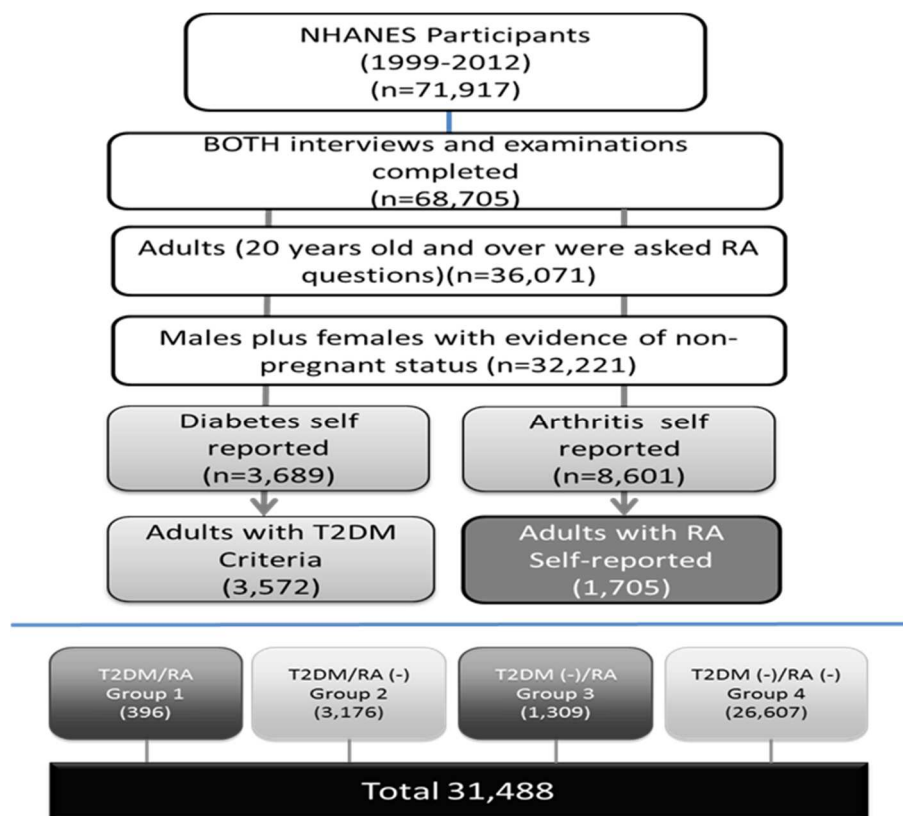 NHANES Participants
(1999-2012)
(n=71,917)
BOTH interviews and examinations
completed
(n=68,705)
Adults (20 years old and over were asked RA
questions)(n=36,071)
Males plus females with evidence of non-
pregnant status (n=32,221)
Diabetes self
reported
(n=3,689)
Arthritis self
reported
(n=8,601)
Adults with T2DM
Criteria
(3,572)
Adults with RA
Self-reported
(1,705)
T2DM/RA
Group 1
(396)
T2DM/RA (-)
Group 2
(3,176)
T2DM (-)/RA
Group 3
(1,309)
T2DM (-)/RA (-)
Group 4
(26,607)
Total 31,488